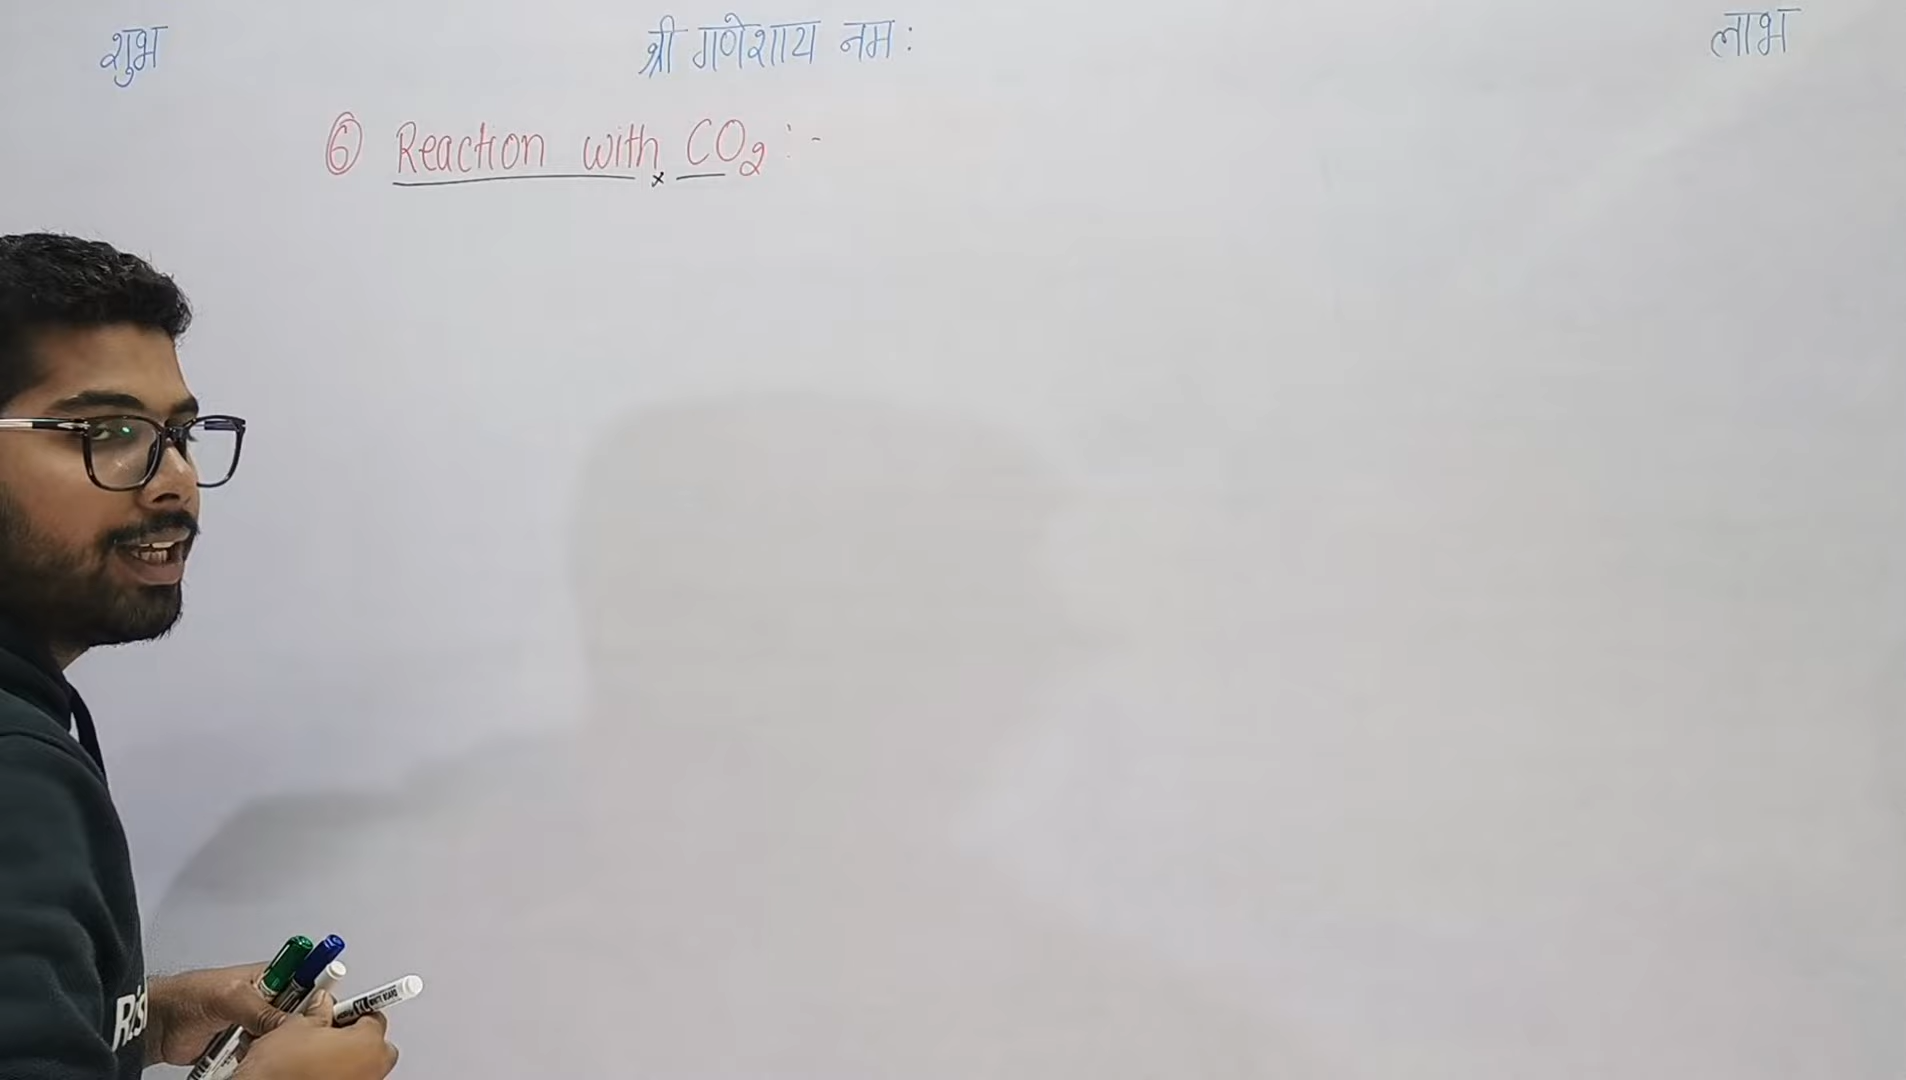 शुभ श्री गणेशाय नमः लाभ
⑥ Reaction with CO₂ :-